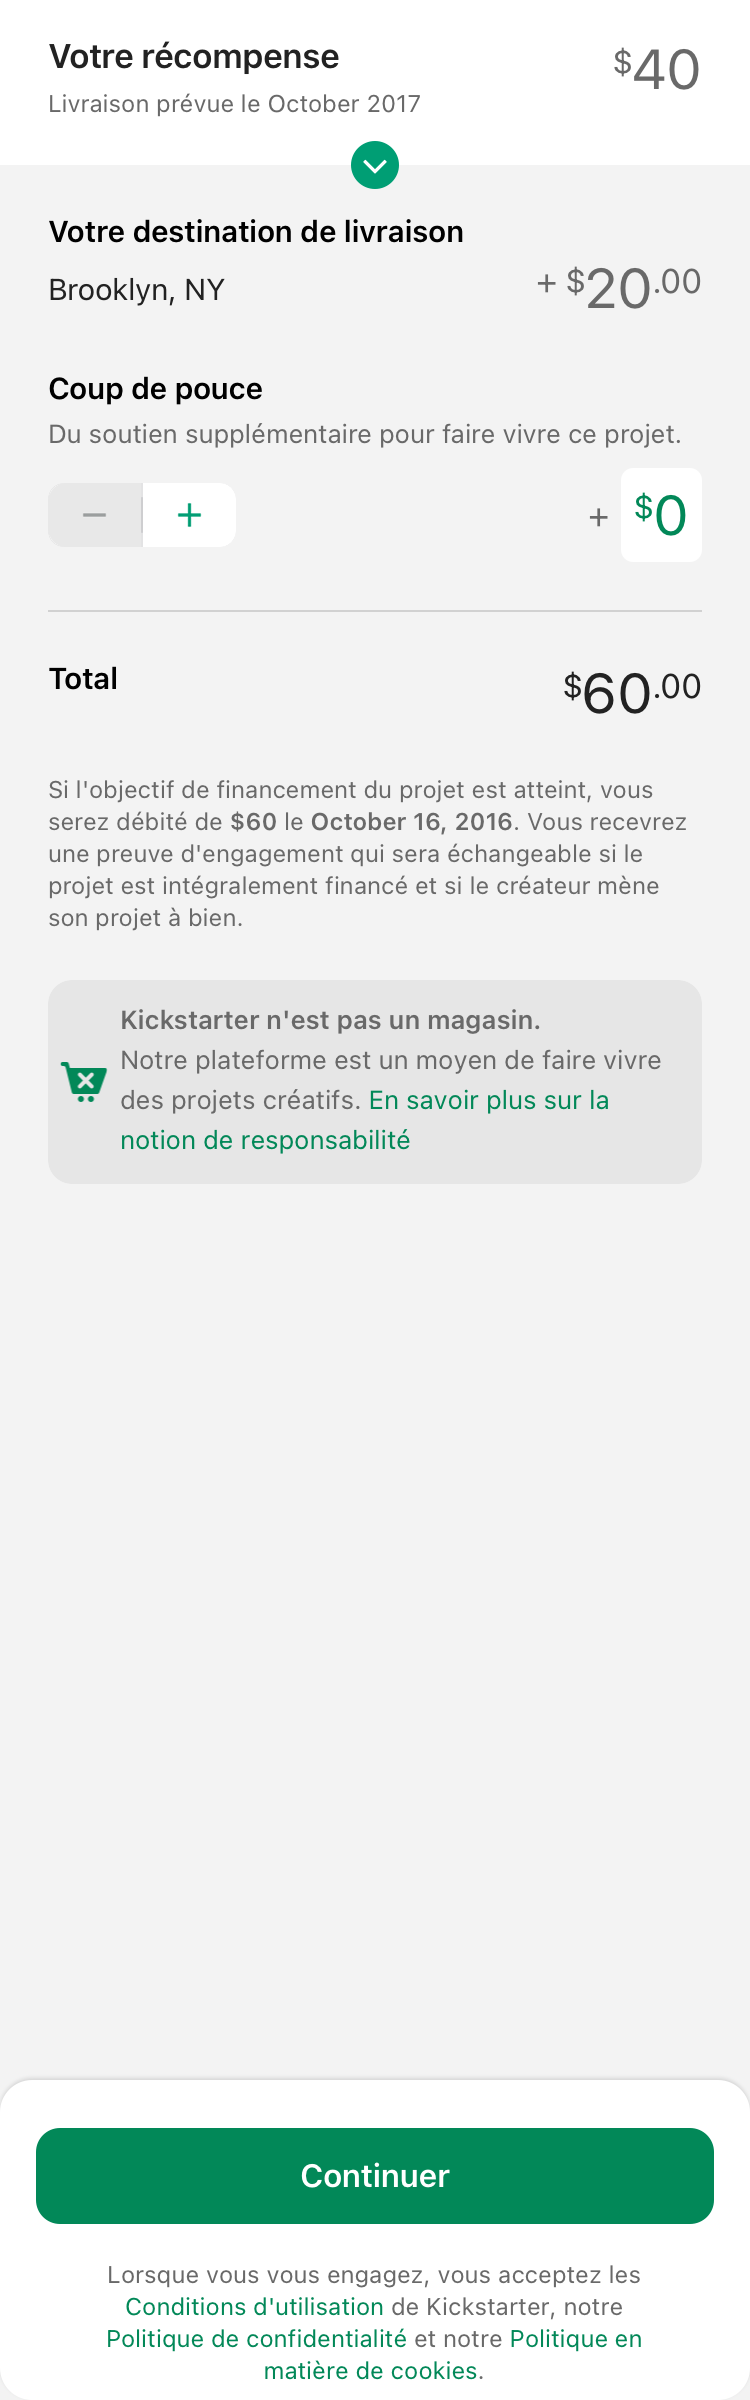 Votre récompense
$40
Livraison prévue le October 2017
Votre destination de livraison
Brooklyn, NY
+ $20.00
Coup de pouce
Du soutien supplémentaire pour faire vivre ce projet.
− +
+ $0
Total
$60.00
Si l'objectif de financement du projet est atteint, vous
serez débité de $60 le October 16, 2016. Vous recevrez
une preuve d'engagement qui sera échangeable si le
projet est intégralement financé et si le créateur mène
son projet à bien.
Kickstarter n'est pas un magasin.
Notre plateforme est un moyen de faire vivre
des projets créatifs. En savoir plus sur la
notion de responsabilité
Continuer
Lorsque vous vous engagez, vous acceptez les
Conditions d'utilisation de Kickstarter, notre
Politique de confidentialité et notre Politique en
matière de cookies.